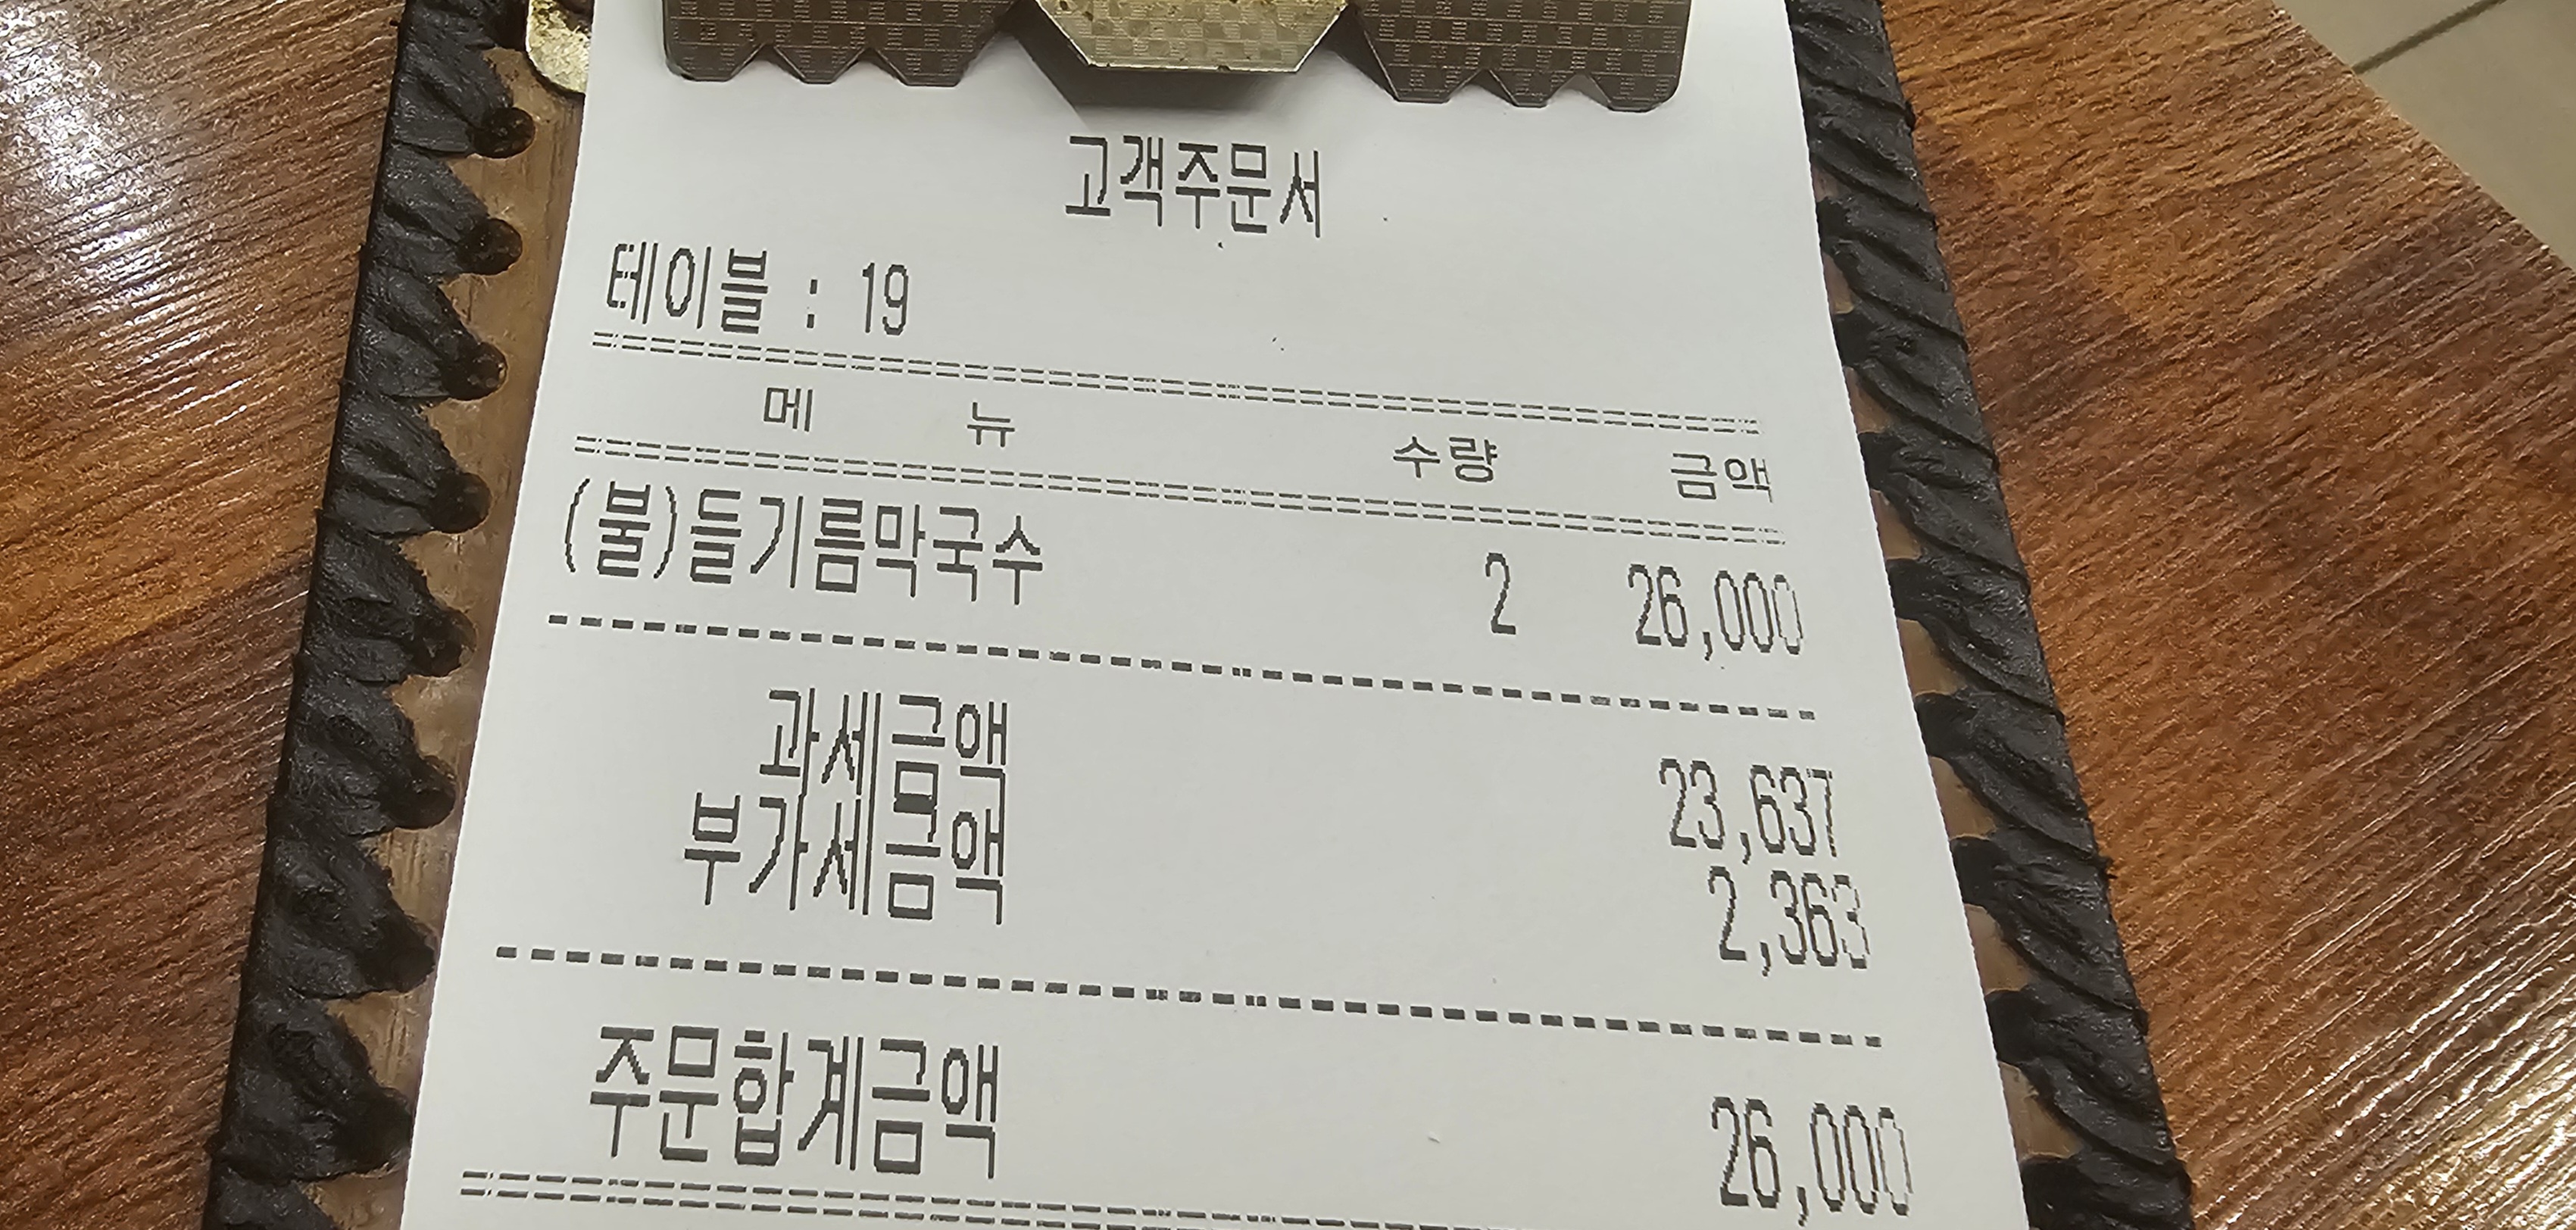 고객주문서
테이블 : 19
메 뉴 수량 금액
(불)들기름막국수 2 26,000
과세금액 23,637
부가세금액 2,363
주문합계금액 26,000